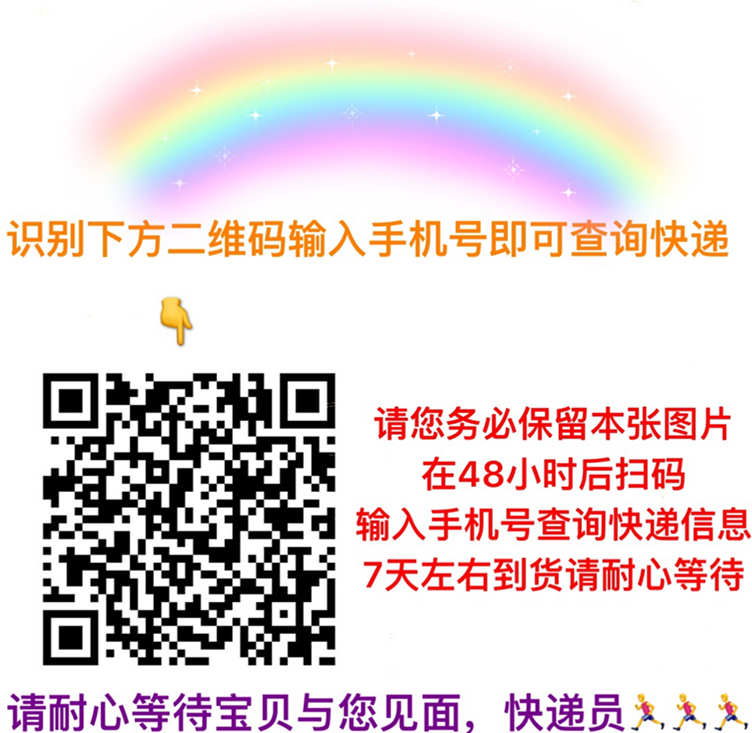 识别下方二维码输入手机号即可查询快递
请您务必保留本张图片
在48小时后扫码
输入手机号查询快递信息
7天左右到货请耐心等待
请耐心等待宝贝与您见面，快递员